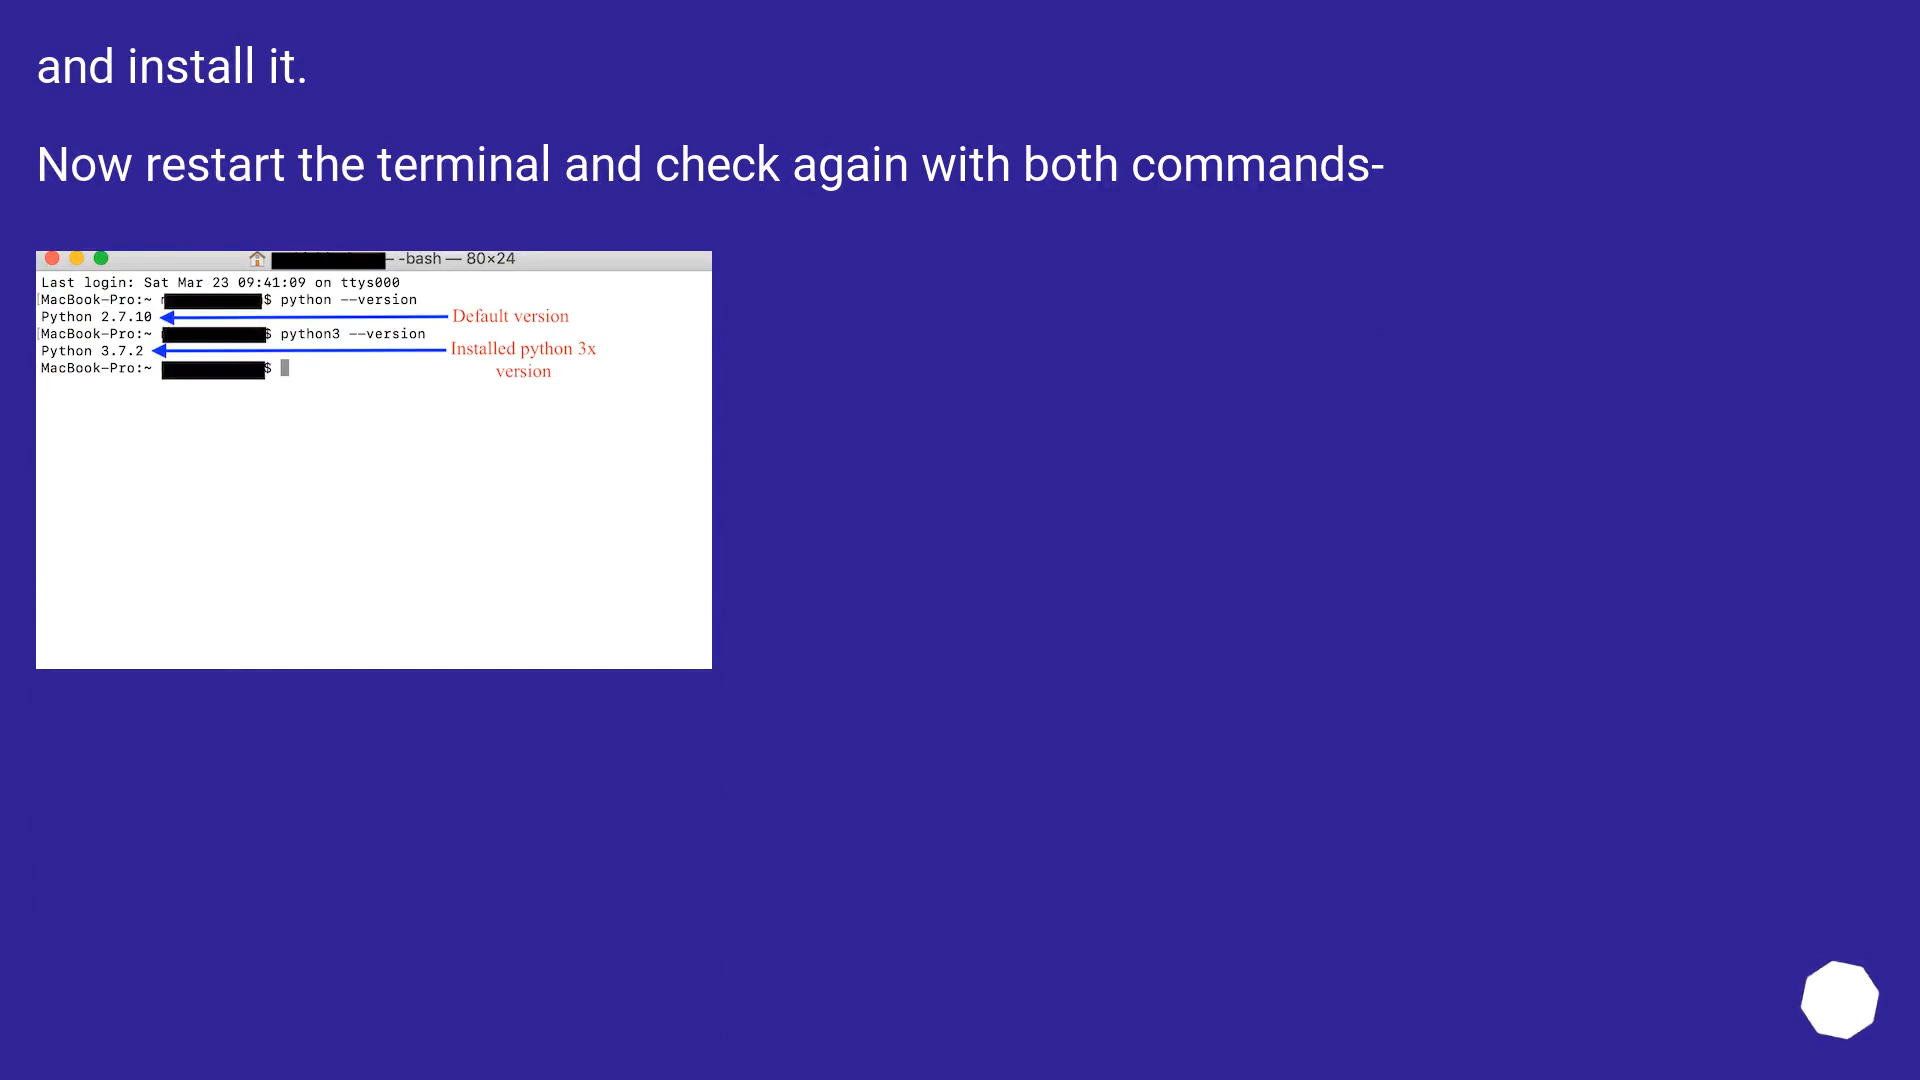 and install it.
Now restart the terminal and check again with both commands-
-bash — 80×24
Last login: Sat Mar 23 09:41:09 on ttys000
[MacBook-Pro:~ $ python --version
Python 2.7.10
Default version
[MacBook-Pro:~ $ python3 --version
Python 3.7.2
Installed python 3x
version
MacBook-Pro:~ $